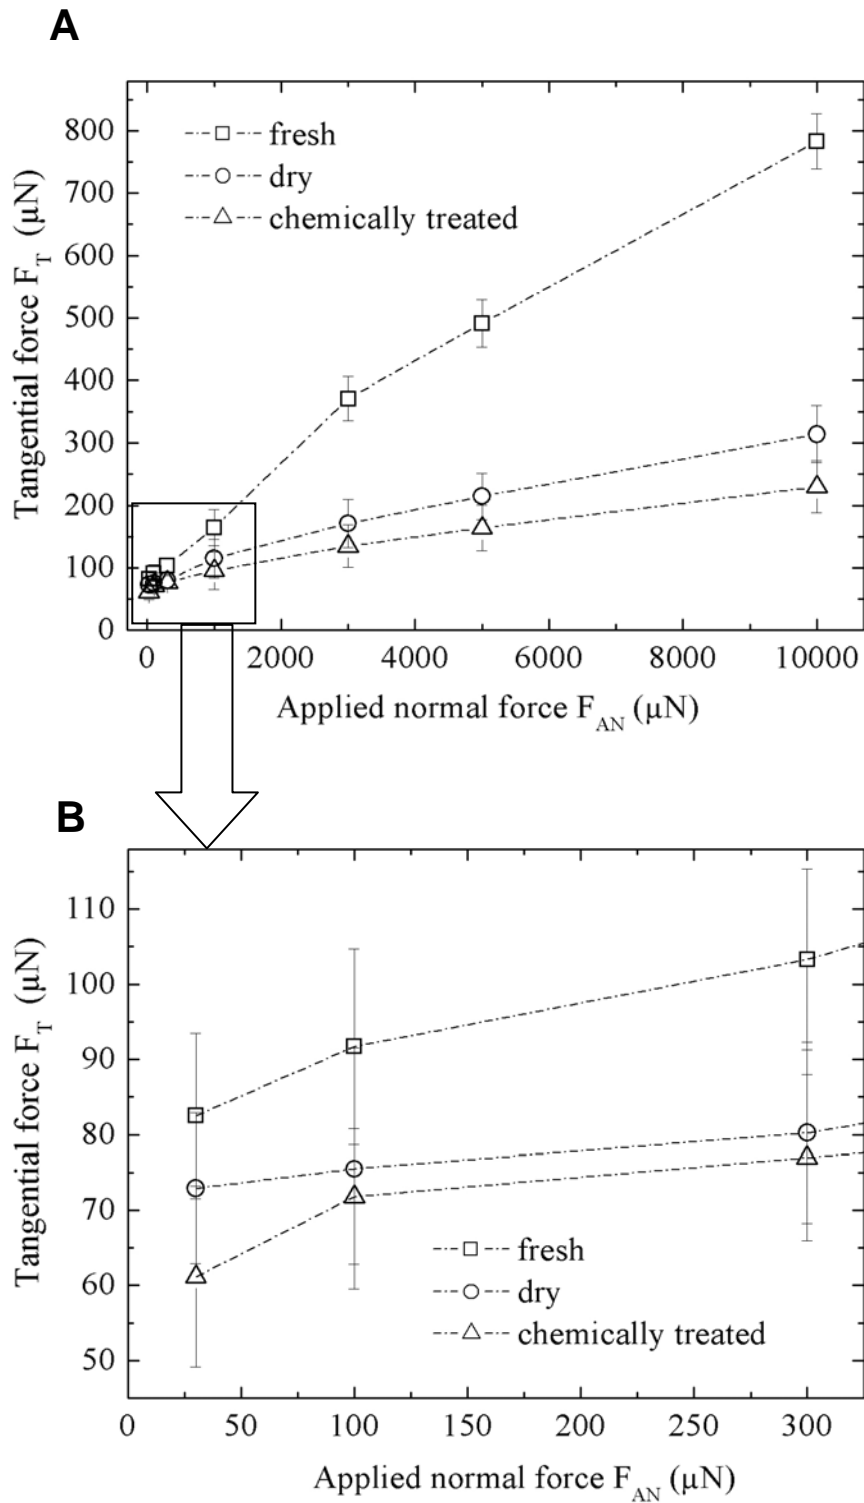 A
800
700
600
500
400
300
200
100
0
Tangential force F_T (µN)
fresh
dry
chemically treated
0 2000 4000 6000 8000 10000
Applied normal force F_AN (µN)
B
110
100
90
80
70
60
50
Tangential force F_T (µN)
fresh
dry
chemically treated
0 50 100 150 200 250 300
Applied normal force F_AN (µN)